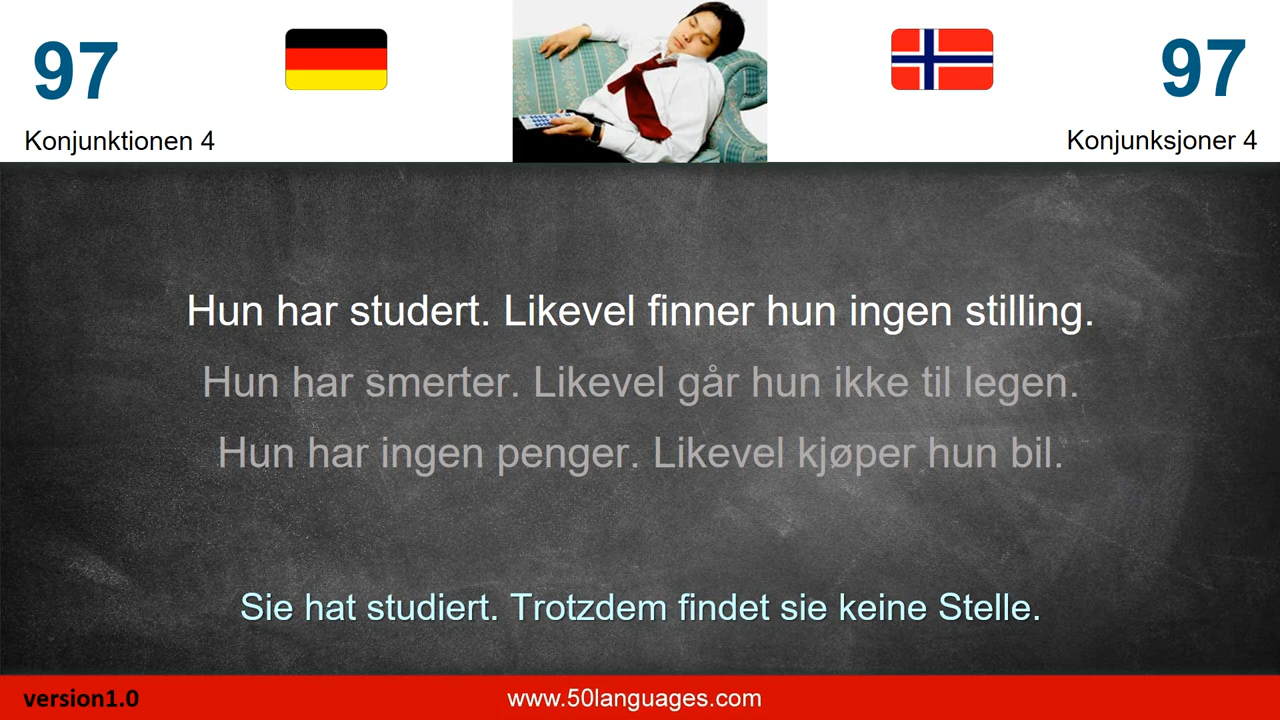 97
97
Konjunktionen 4
Konjunksjoner 4
Hun har studert. Likevel finner hun ingen stilling.
Hun har smerter. Likevel går hun ikke til legen.
Hun har ingen penger. Likevel kjøper hun bil.
Sie hat studiert. Trotzdem findet sie keine Stelle.
version1.0
www.50languages.com